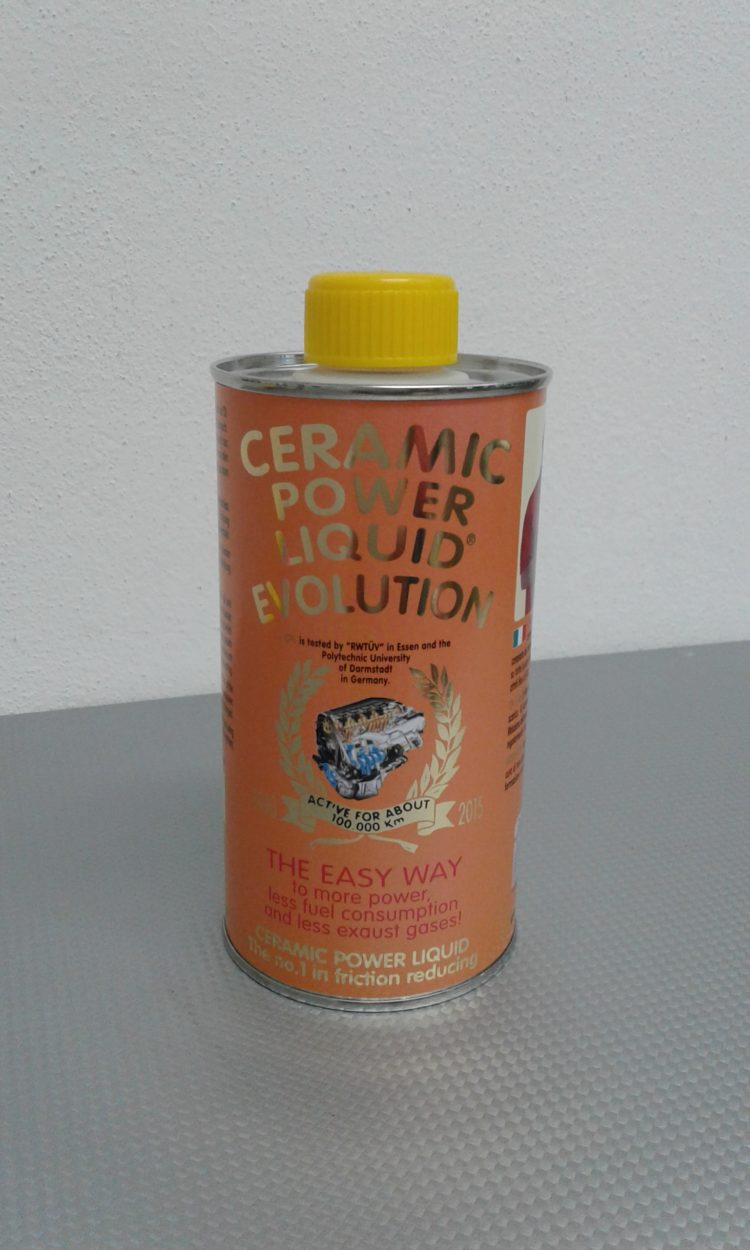 CERAMIC
POWER
LIQUID®
EVOLUTION
is tested by "RWTÜV" in Essen and the
Polytechnic University
of Darmstadt
in Germany.
ACTIVE FOR ABOUT
100.000 Km
2015
THE EASY WAY
to more power,
less fuel consumption
and less exaust gases!
CERAMIC POWER LIQUID
The no.1 in friction reducing